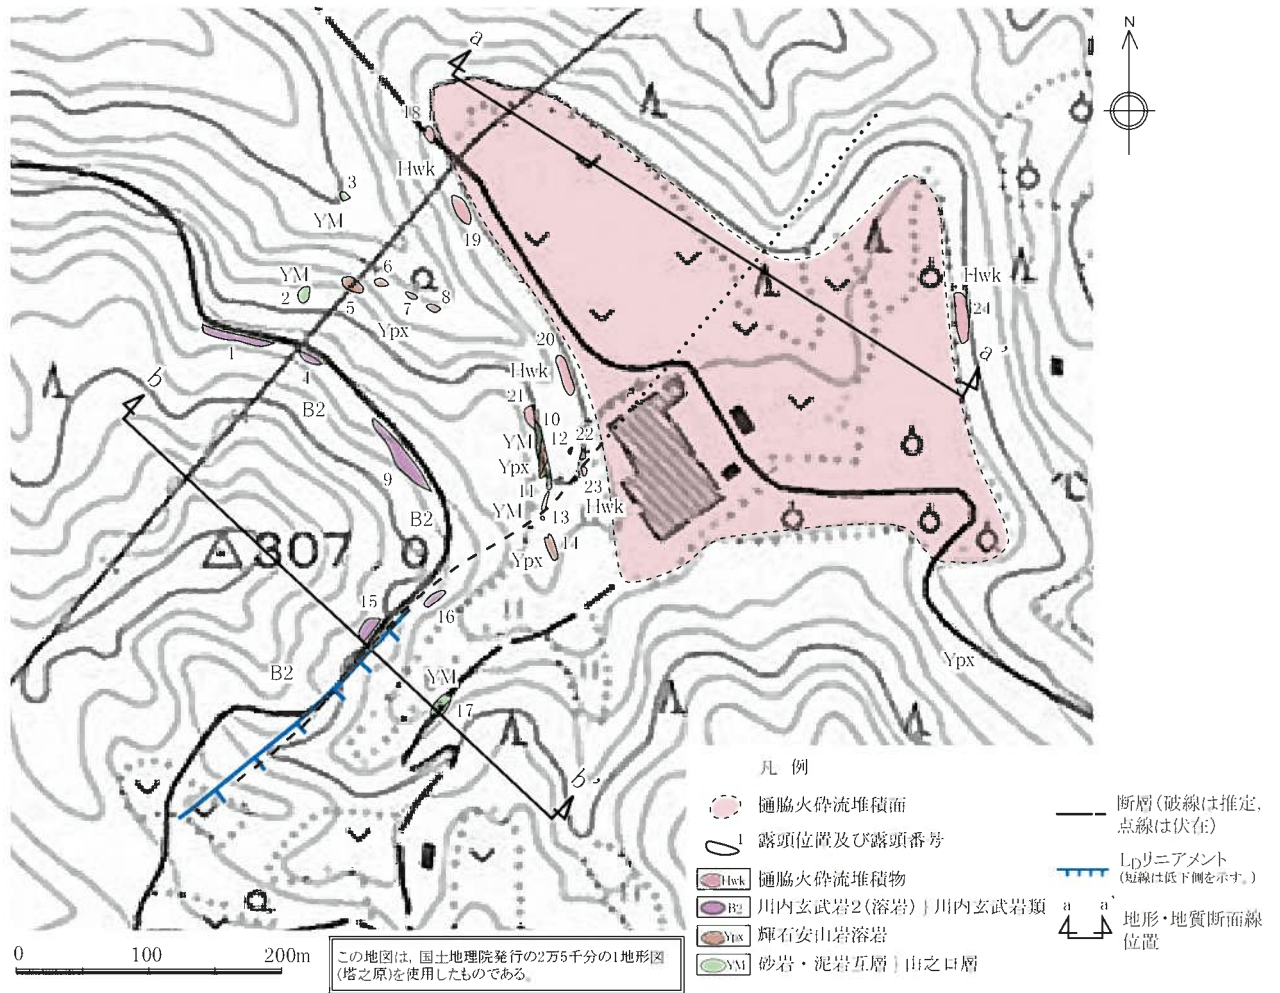 N
a
18
Hwk
3
YM
19
YM
2
6
5
7
8
Ypx
Hwk
24
1
4
B2
b
20
Hwk
a'
21
10
YM
12
22
Ypx
11
23
Hwk
9
B2
YM
13
14
Ypx
307
15
16
B2
YM
17
Ypx
b'
凡 例
樋脇火砕流堆積面
1 露頭位置及び露頭番号
Hwk 樋脇火砕流堆積物
B2 川内玄武岩2(溶岩) 川内玄武岩類
Ypx 輝石安山岩溶岩
YM 砂岩・泥岩互層 山之口層
断層(破線は推定,
点線は伏在)
LDリニアメント
(短線は低下側を示す。)
a a'
地形・地質断面線
位置
0 100 200m
この地図は, 国土地理院発行の2万5千分の1地形図
(塔之原)を使用したものである。